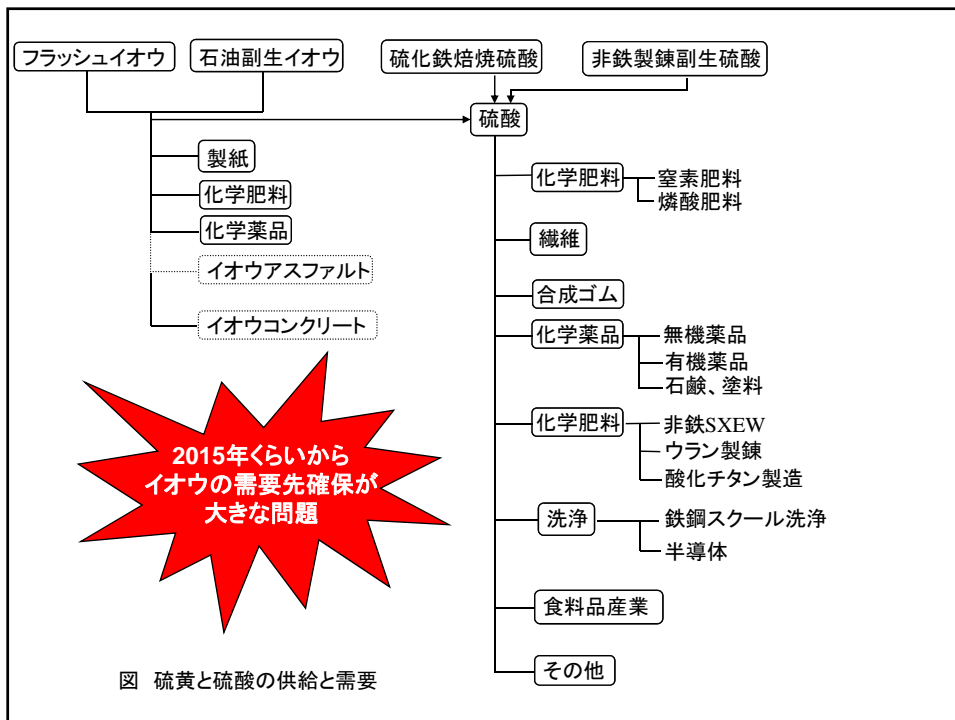 フラッシュイオウ
石油副生イオウ
硫化鉄焙焼硫酸
非鉄製錬副生硫酸
硫酸
製紙
化学肥料
化学薬品
イオウアスファルト
イオウコンクリート
化学肥料
窒素肥料
燐酸肥料
繊維
合成ゴム
化学薬品
無機薬品
有機薬品
石鹸、塗料
化学肥料
非鉄SXEW
ウラン製錬
酸化チタン製造
洗浄
鉄鋼スクール洗浄
半導体
食料品産業
その他
2015年くらいから
イオウの需要先確保が
大きな問題
図 硫黄と硫酸の供給と需要